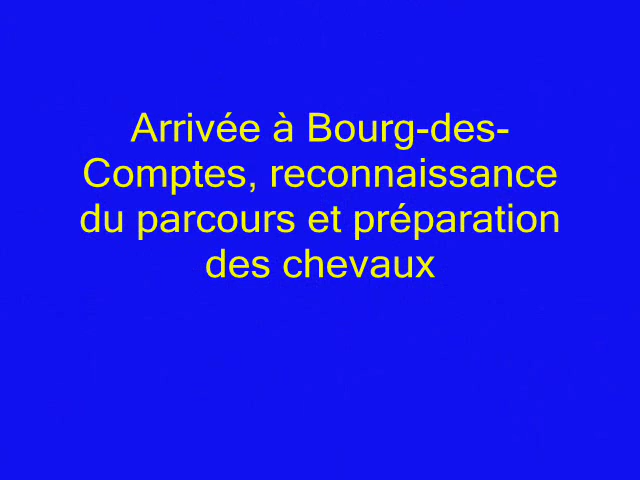 Arrivée à Bourg-des-
Comptes, reconnaissance
du parcours et préparation
des chevaux